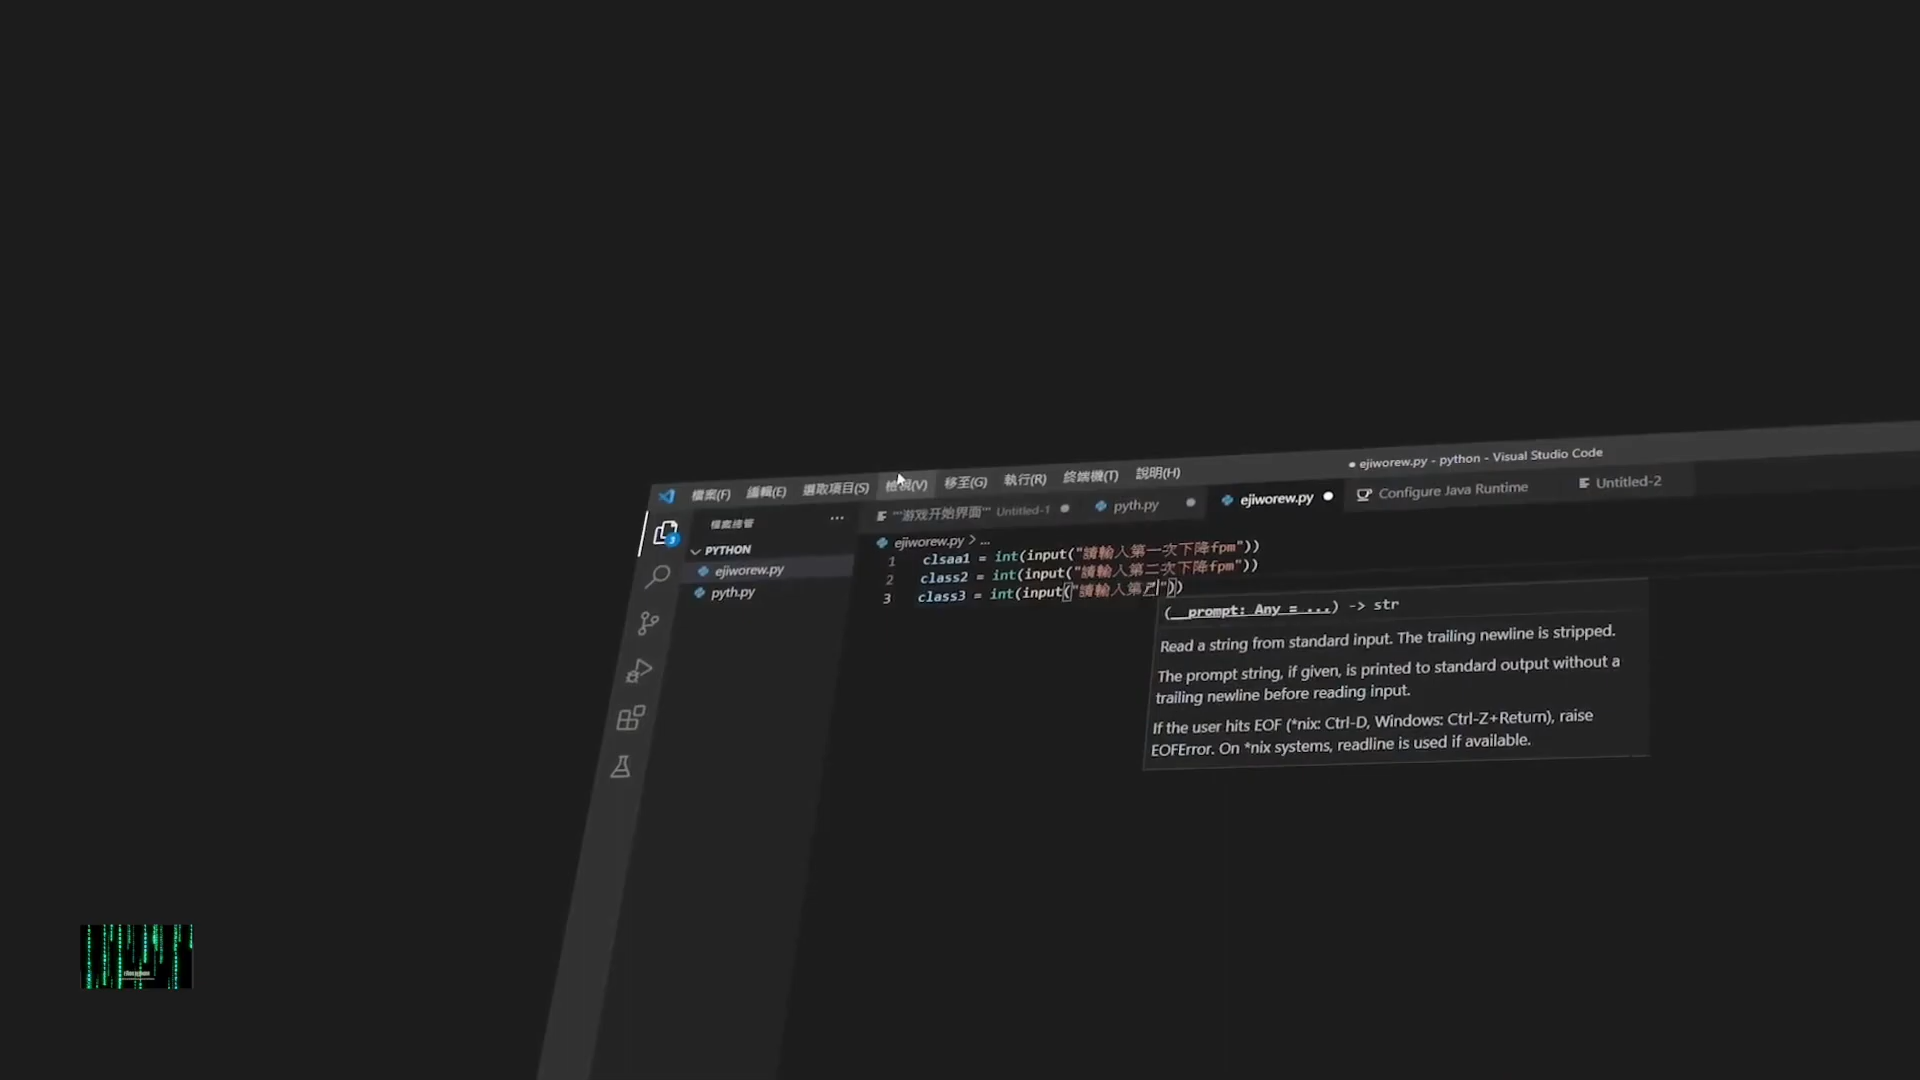 檔案(F) 編輯(E) 選取項目(S) 檢視(V) 移至(G) 執行(R) 終端機(T) 說明(H)
● ejiworew.py - python - Visual Studio Code
檔案總管 ...
'''游戏开始界面''' Untitled-1 pyth.py ejiworew.py Configure Java Runtime Untitled-2
3
PYTHON
ejiworew.py
pyth.py
ejiworew.py > ...
1 clsaa1 = int(input("請輸入第一次下降fpm"))
2 class2 = int(input("請輸入第二次下降fpm"))
3 class3 = int(input("請輸入第"))
(__prompt: Any = ...) -> str
Read a string from standard input. The trailing newline is stripped.
The prompt string, if given, is printed to standard output without a
trailing newline before reading input.
If the user hits EOF (*nix: Ctrl-D, Windows: Ctrl-Z+Return), raise
EOFError. On *nix systems, readline is used if available.